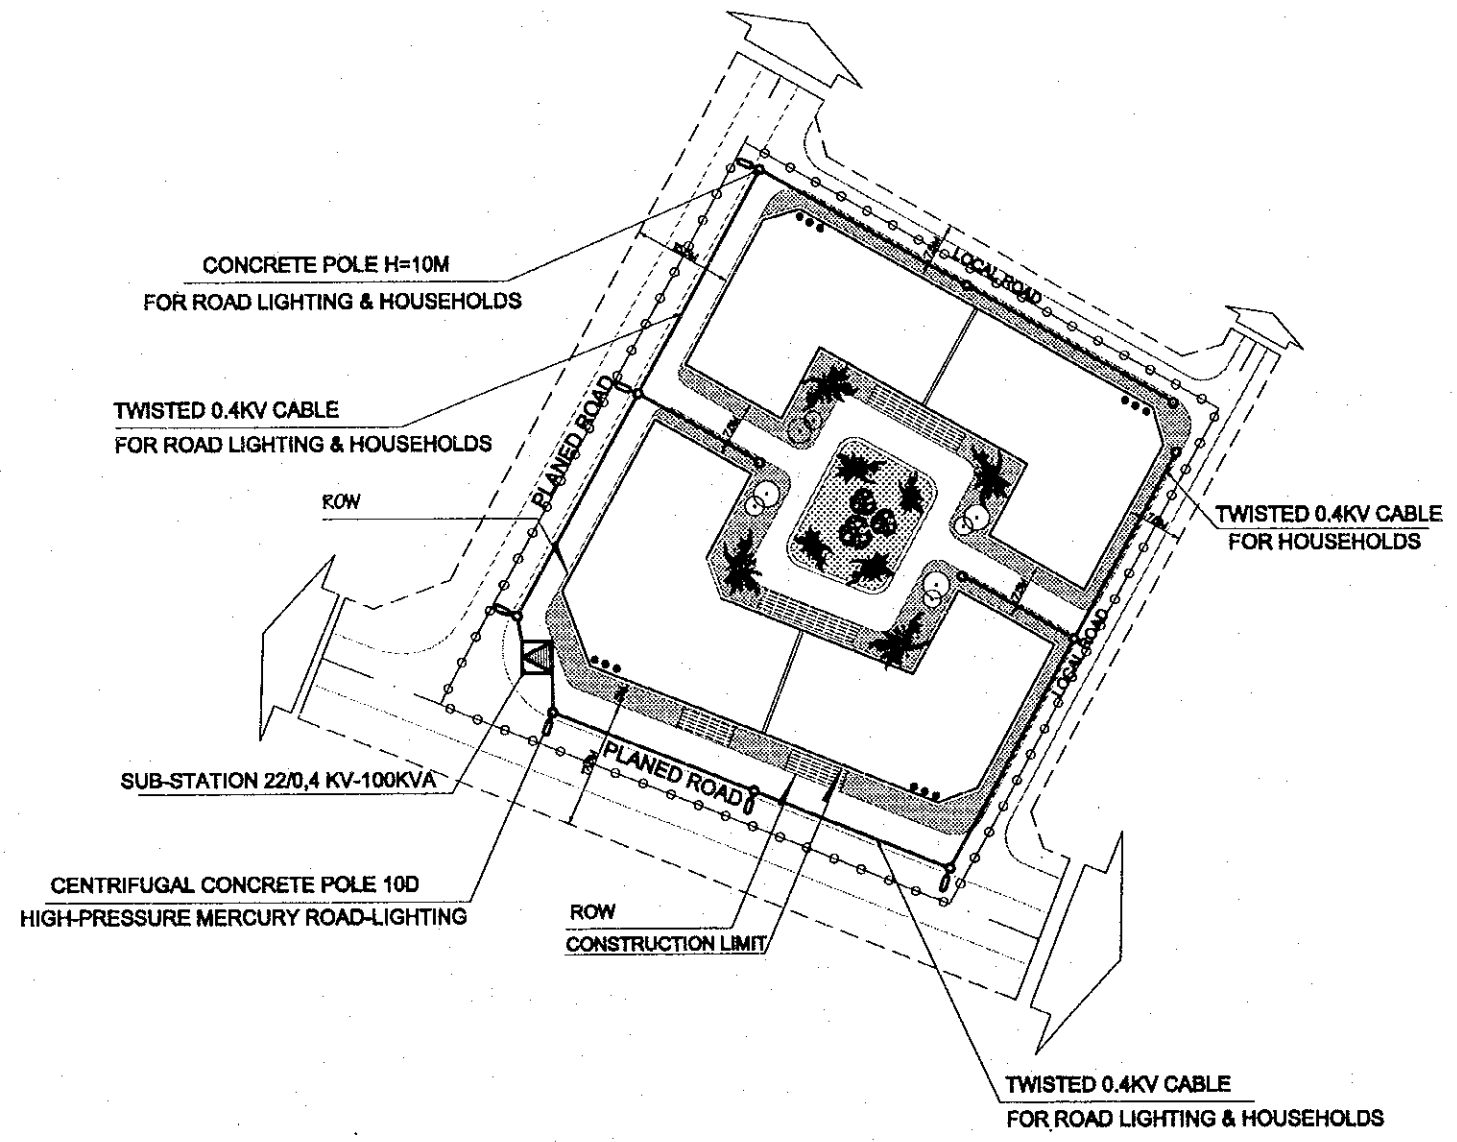 CONCRETE POLE H=10M
FOR ROAD LIGHTING & HOUSEHOLDS
LOCAL ROAD
TWISTED 0.4KV CABLE
FOR ROAD LIGHTING & HOUSEHOLDS
PLANED ROAD
ROW
TWISTED 0.4KV CABLE
FOR HOUSEHOLDS
LOCAL ROAD
PLANED ROAD
SUB-STATION 22/0,4 KV-100KVA
CENTRIFUGAL CONCRETE POLE 10D
HIGH-PRESSURE MERCURY ROAD-LIGHTING
ROW
CONSTRUCTION LIMIT
TWISTED 0.4KV CABLE
FOR ROAD LIGHTING & HOUSEHOLDS